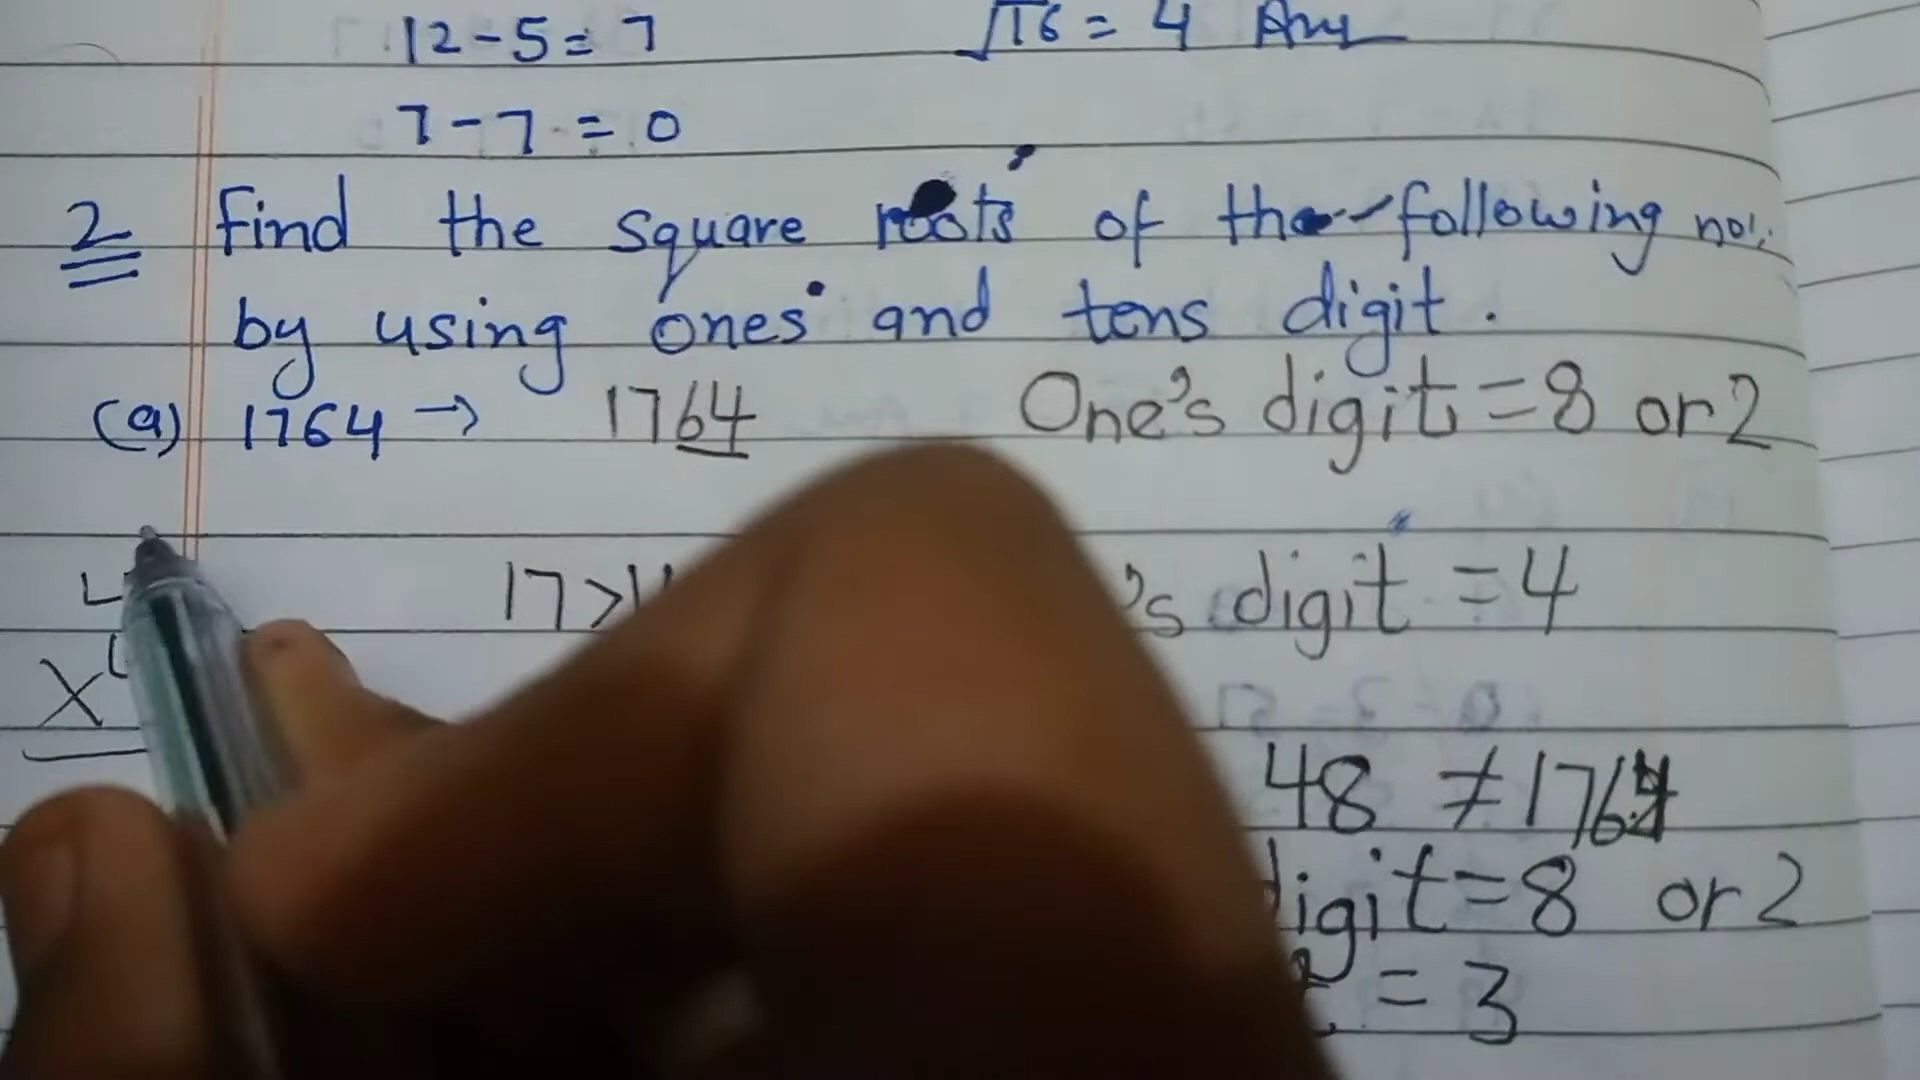 12-5=7 √16 = 4 Ans
7-7=0
2 Find the square roots of the following no.
by using ones and tens digit.
(a) 1764 → 1764 One's digit = 8 or 2
17> 's digit = 4
x
48 ≠ 1764
digit = 8 or 2
= 3